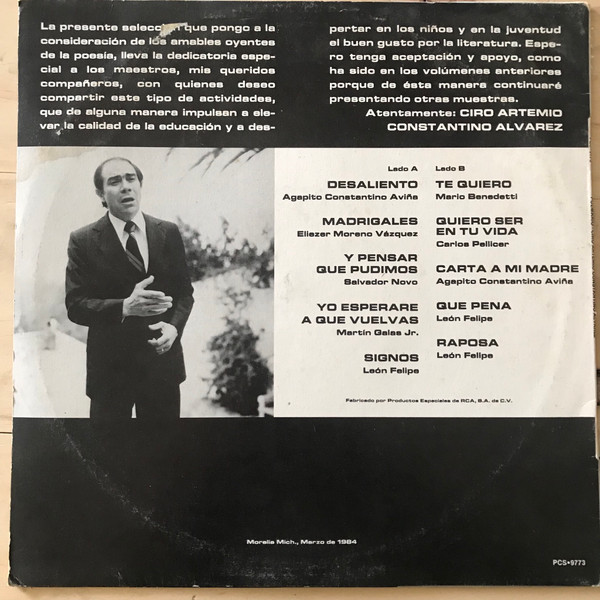 La presente selección que pongo a la
consideración de los amables oyentes
de la poesía, lleva la dedicatoria espe-
cial a los maestros, mis queridos
compañeros, con quienes deseo
compartir este tipo de actividades,
que de alguna manera impulsan a ele-
var la calidad de la educación y a des-
pertar en los niños y en la juventud
el buen gusto por la literatura. Espe-
ro tenga aceptación y apoyo, como
ha sido en los volúmenes anteriores
porque de ésta manera continuaré
presentando otras muestras.
Atentamente: CIRO ARTEMIO
CONSTANTINO ALVAREZ
Lado A
DESALIENTO
Agapito Constantino Aviña
MADRIGALES
Eliezer Moreno Vázquez
Y PENSAR
QUE PUDIMOS
Salvador Novo
YO ESPERARE
A QUE VUELVAS
Martín Galas Jr.
SIGNOS
León Felipe
Lado B
TE QUIERO
Mario Benedetti
QUIERO SER
EN TU VIDA
Carlos Pellicer
CARTA A MI MADRE
Agapito Constantino Aviña
QUE PENA
León Felipe
RAPOSA
León Felipe
Fabricado por Productos Especiales de RCA, S.A. de C.V.
Morelia Mich., Marzo de 1984
PCS•9773